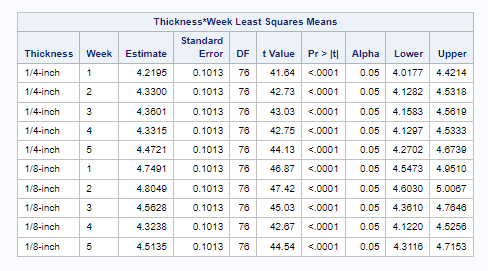 Thickness*Week Least Squares Means
Thickness Week Estimate Standard Error DF t Value Pr > |t| Alpha Lower Upper
1/4-inch 1 4.2195 0.1013 76 41.64 <.0001 0.05 4.0177 4.4214
1/4-inch 2 4.3300 0.1013 76 42.73 <.0001 0.05 4.1282 4.5318
1/4-inch 3 4.3601 0.1013 76 43.03 <.0001 0.05 4.1583 4.5619
1/4-inch 4 4.3315 0.1013 76 42.75 <.0001 0.05 4.1297 4.5333
1/4-inch 5 4.4721 0.1013 76 44.13 <.0001 0.05 4.2702 4.6739
1/8-inch 1 4.7491 0.1013 76 46.87 <.0001 0.05 4.5473 4.9510
1/8-inch 2 4.8049 0.1013 76 47.42 <.0001 0.05 4.6030 5.0067
1/8-inch 3 4.5628 0.1013 76 45.03 <.0001 0.05 4.3610 4.7646
1/8-inch 4 4.3238 0.1013 76 42.67 <.0001 0.05 4.1220 4.5256
1/8-inch 5 4.5135 0.1013 76 44.54 <.0001 0.05 4.3116 4.7153